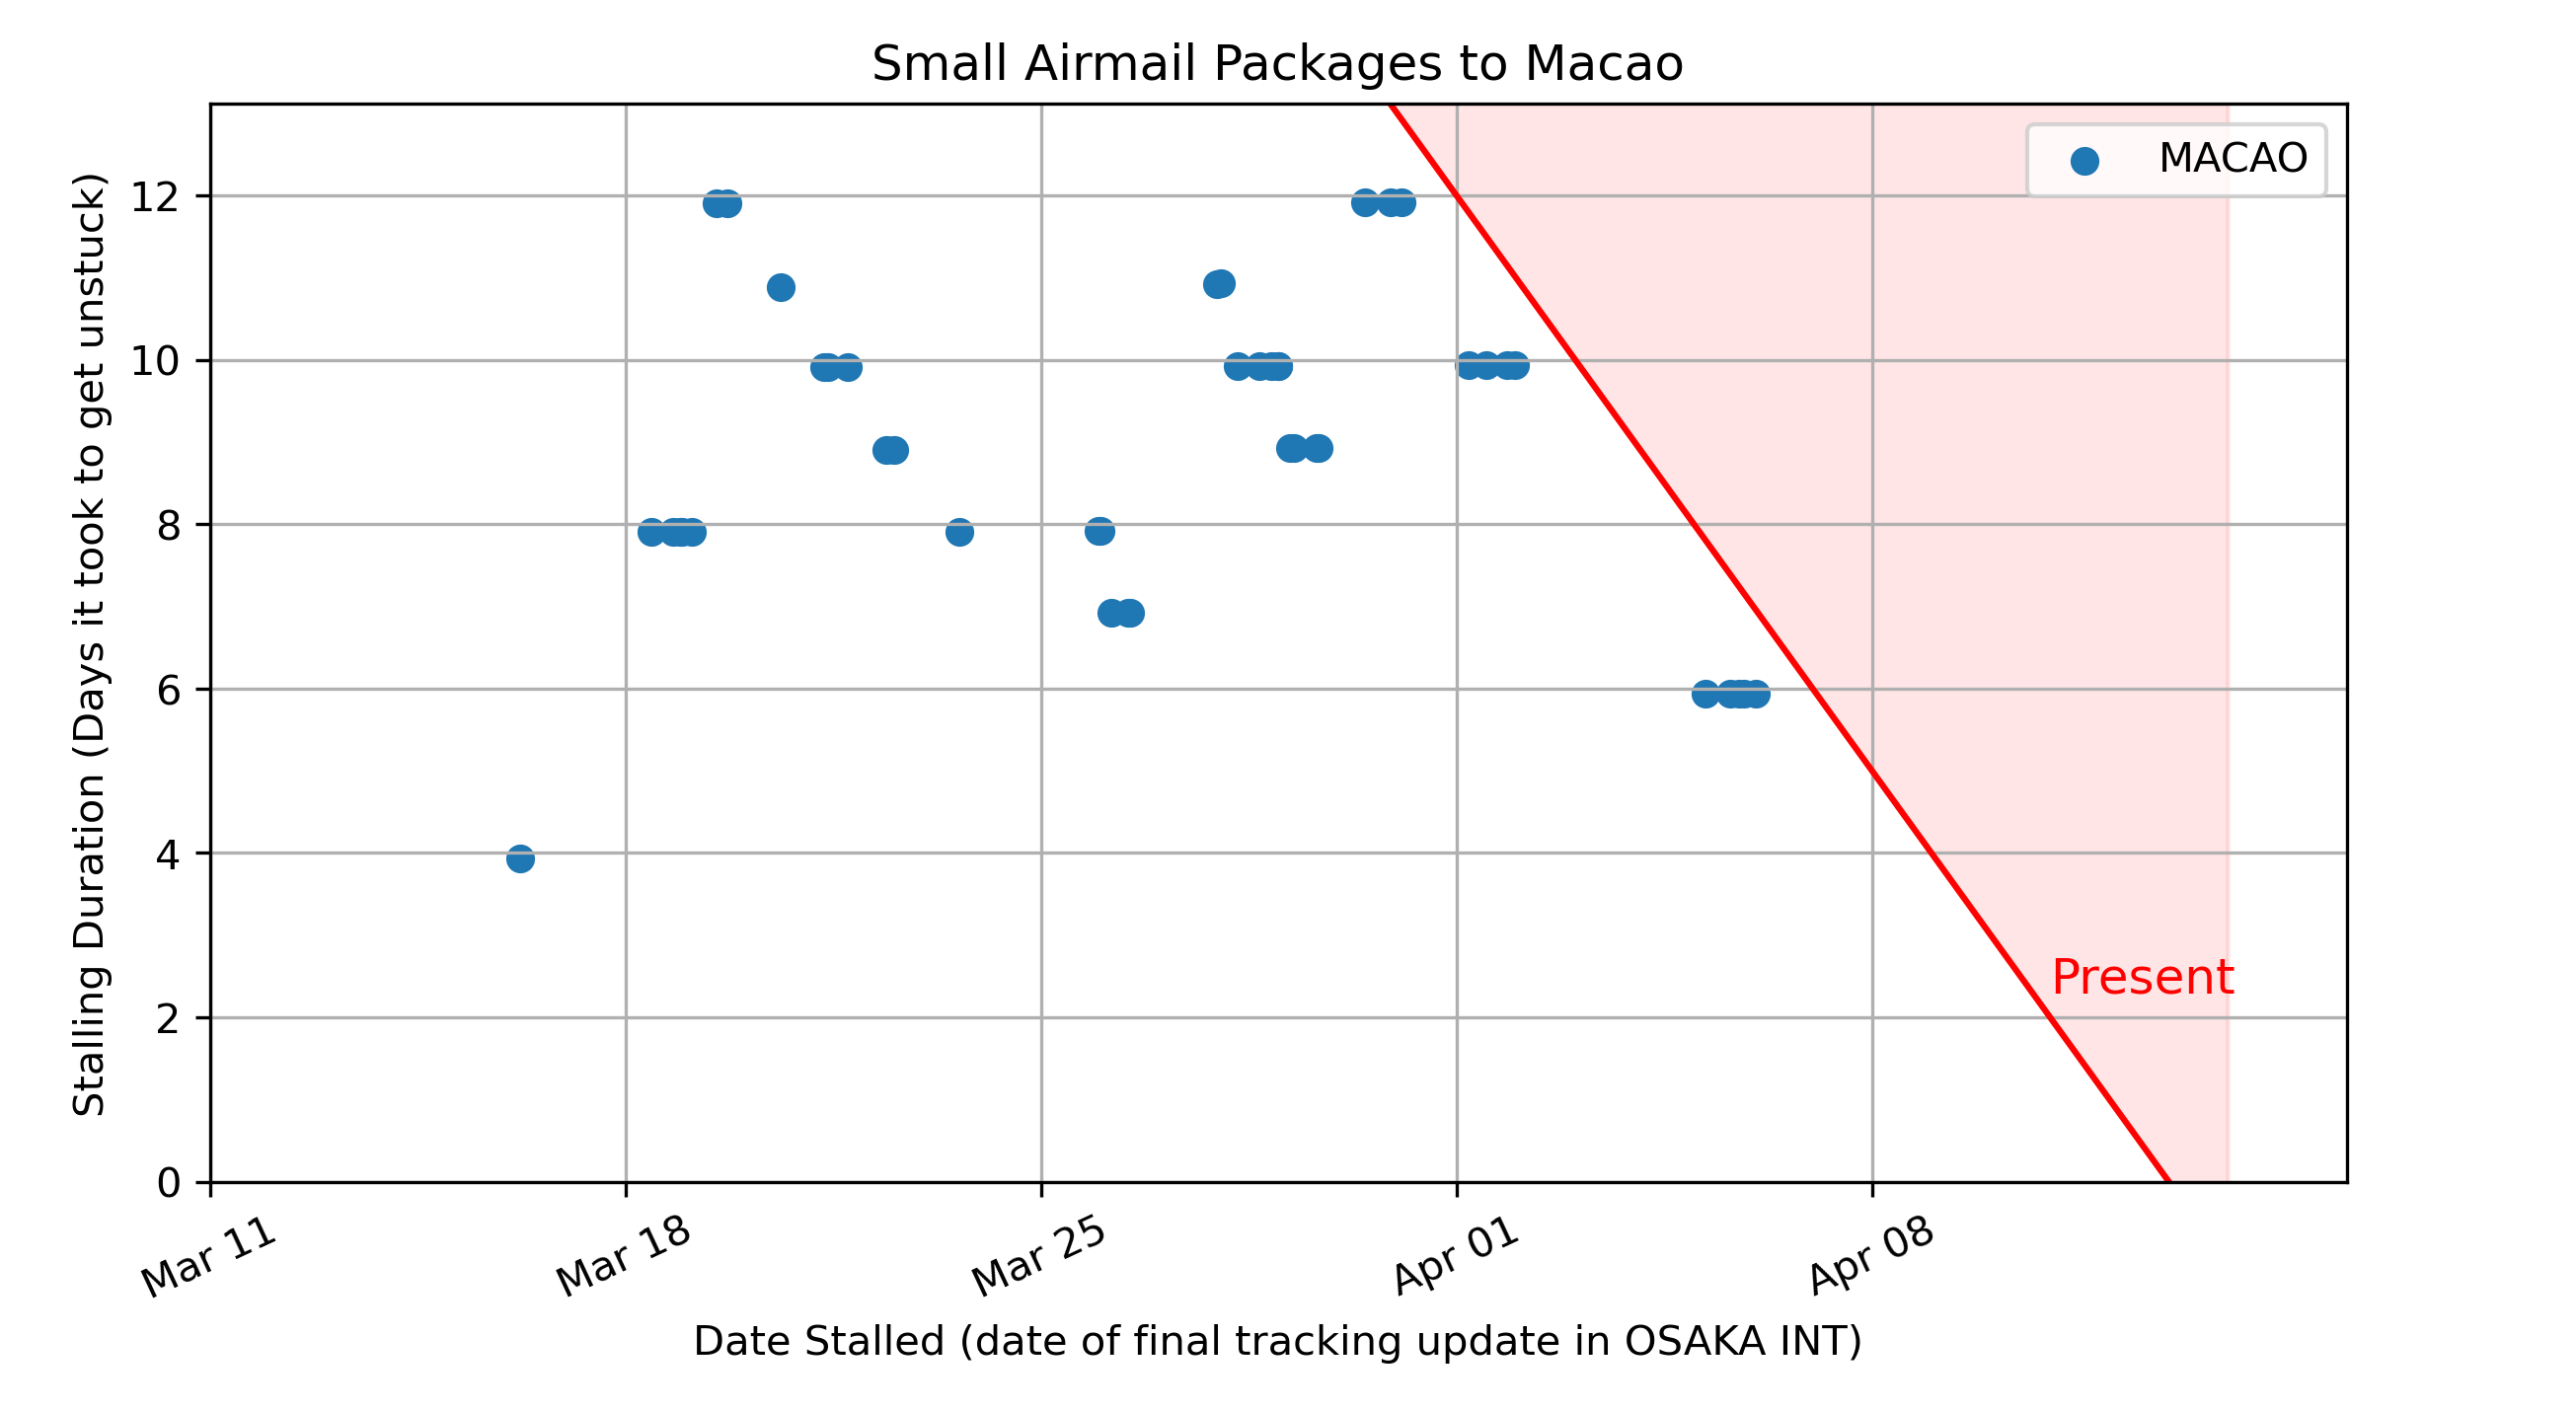 Small Airmail Packages to Macao
MACAO
Stalling Duration (Days it took to get unstuck)
12
10
8
6
4
2
0
Present
Mar 11
Mar 18
Mar 25
Apr 01
Apr 08
Date Stalled (date of final tracking update in OSAKA INT)